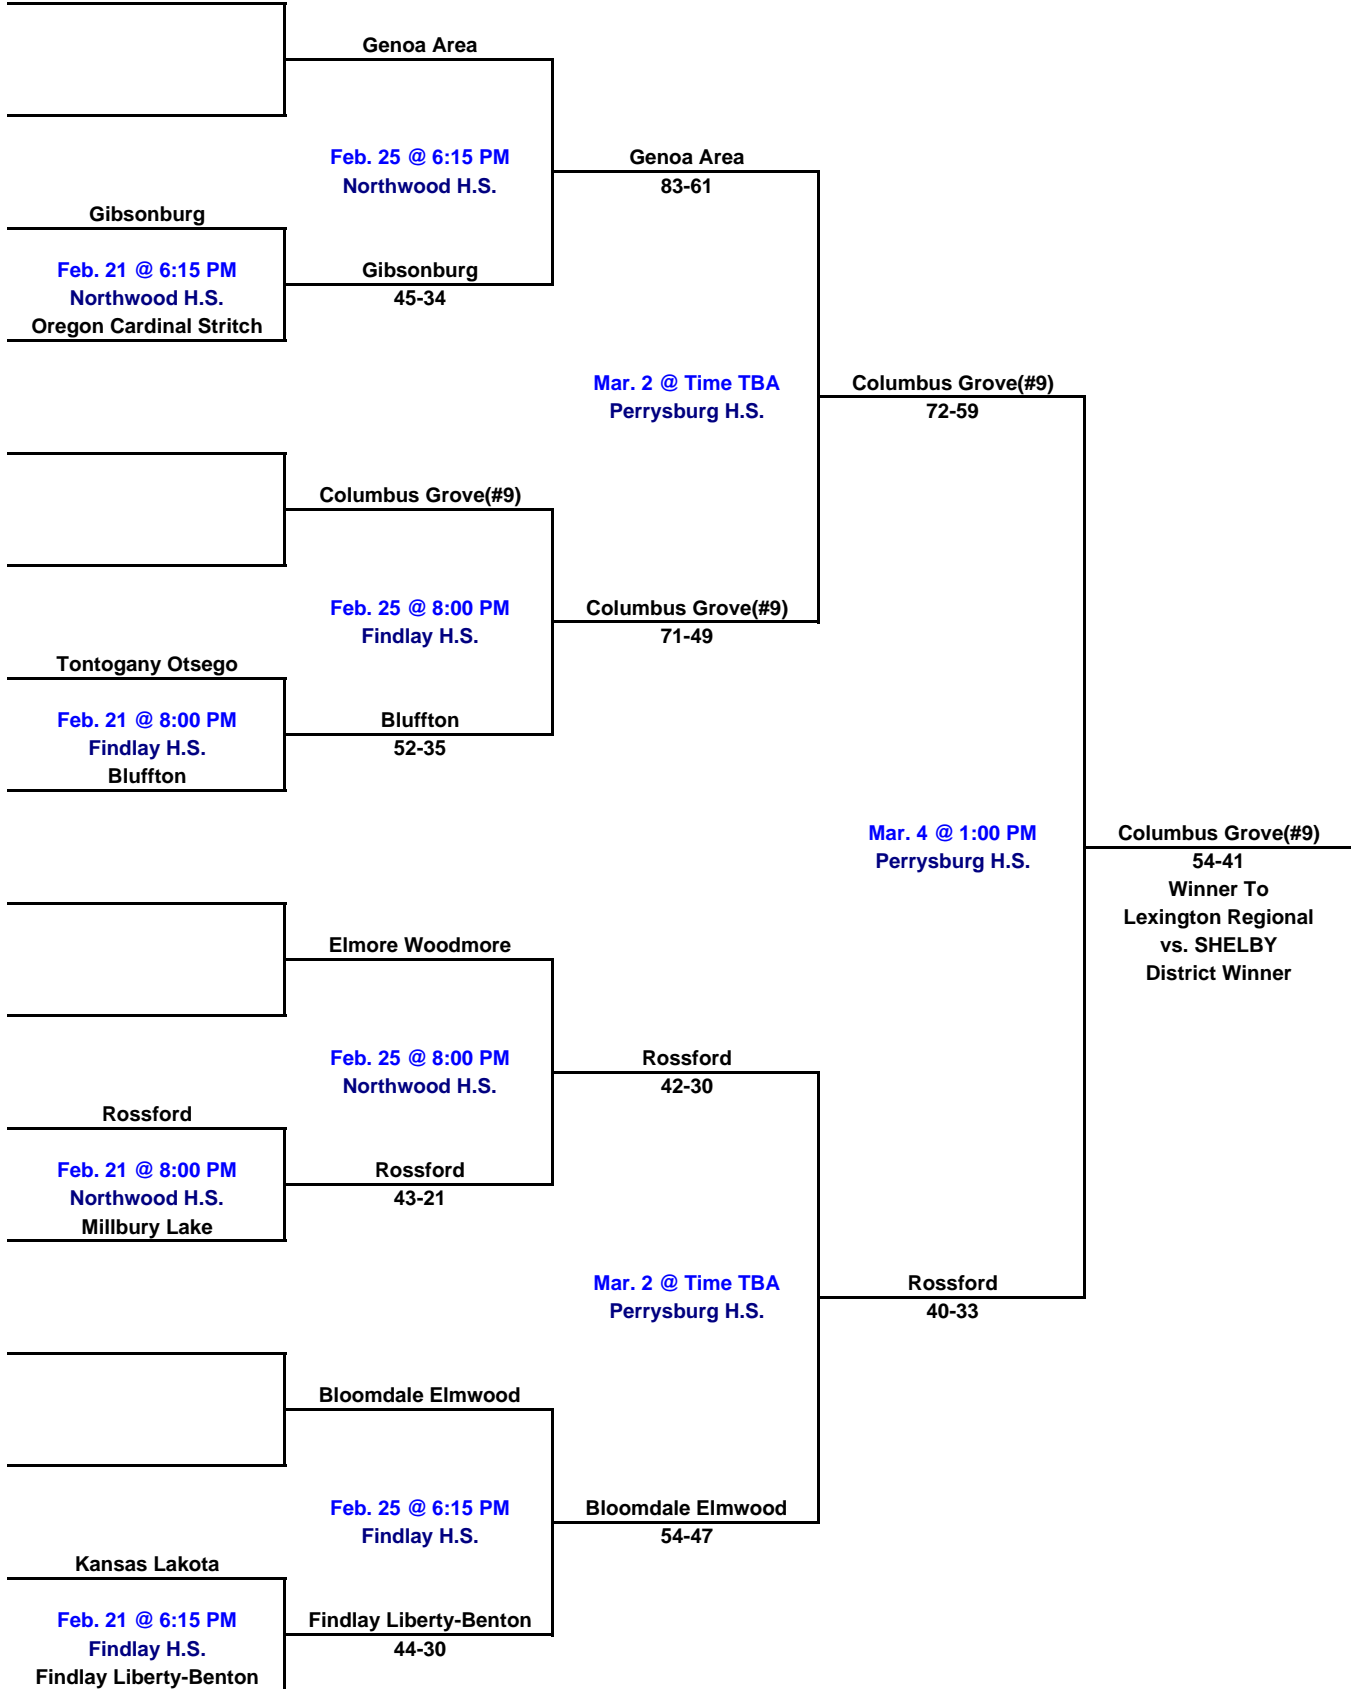 Genoa Area
Feb. 25 @ 6:15 PM
Northwood H.S.
Genoa Area
83-61
Gibsonburg
Feb. 21 @ 6:15 PM
Northwood H.S.
Oregon Cardinal Stritch
Gibsonburg
45-34
Mar. 2 @ Time TBA
Perrysburg H.S.
Columbus Grove(#9)
72-59
Columbus Grove(#9)
Feb. 25 @ 8:00 PM
Findlay H.S.
Columbus Grove(#9)
71-49
Tontogany Otsego
Feb. 21 @ 8:00 PM
Findlay H.S.
Bluffton
Bluffton
52-35
Mar. 4 @ 1:00 PM
Perrysburg H.S.
Columbus Grove(#9)
54-41
Winner To
Lexington Regional
vs. SHELBY
District Winner
Elmore Woodmore
Feb. 25 @ 8:00 PM
Northwood H.S.
Rossford
42-30
Rossford
Feb. 21 @ 8:00 PM
Northwood H.S.
Millbury Lake
Rossford
43-21
Mar. 2 @ Time TBA
Perrysburg H.S.
Rossford
40-33
Bloomdale Elmwood
Feb. 25 @ 6:15 PM
Findlay H.S.
Bloomdale Elmwood
54-47
Kansas Lakota
Feb. 21 @ 6:15 PM
Findlay H.S.
Findlay Liberty-Benton
Findlay Liberty-Benton
44-30